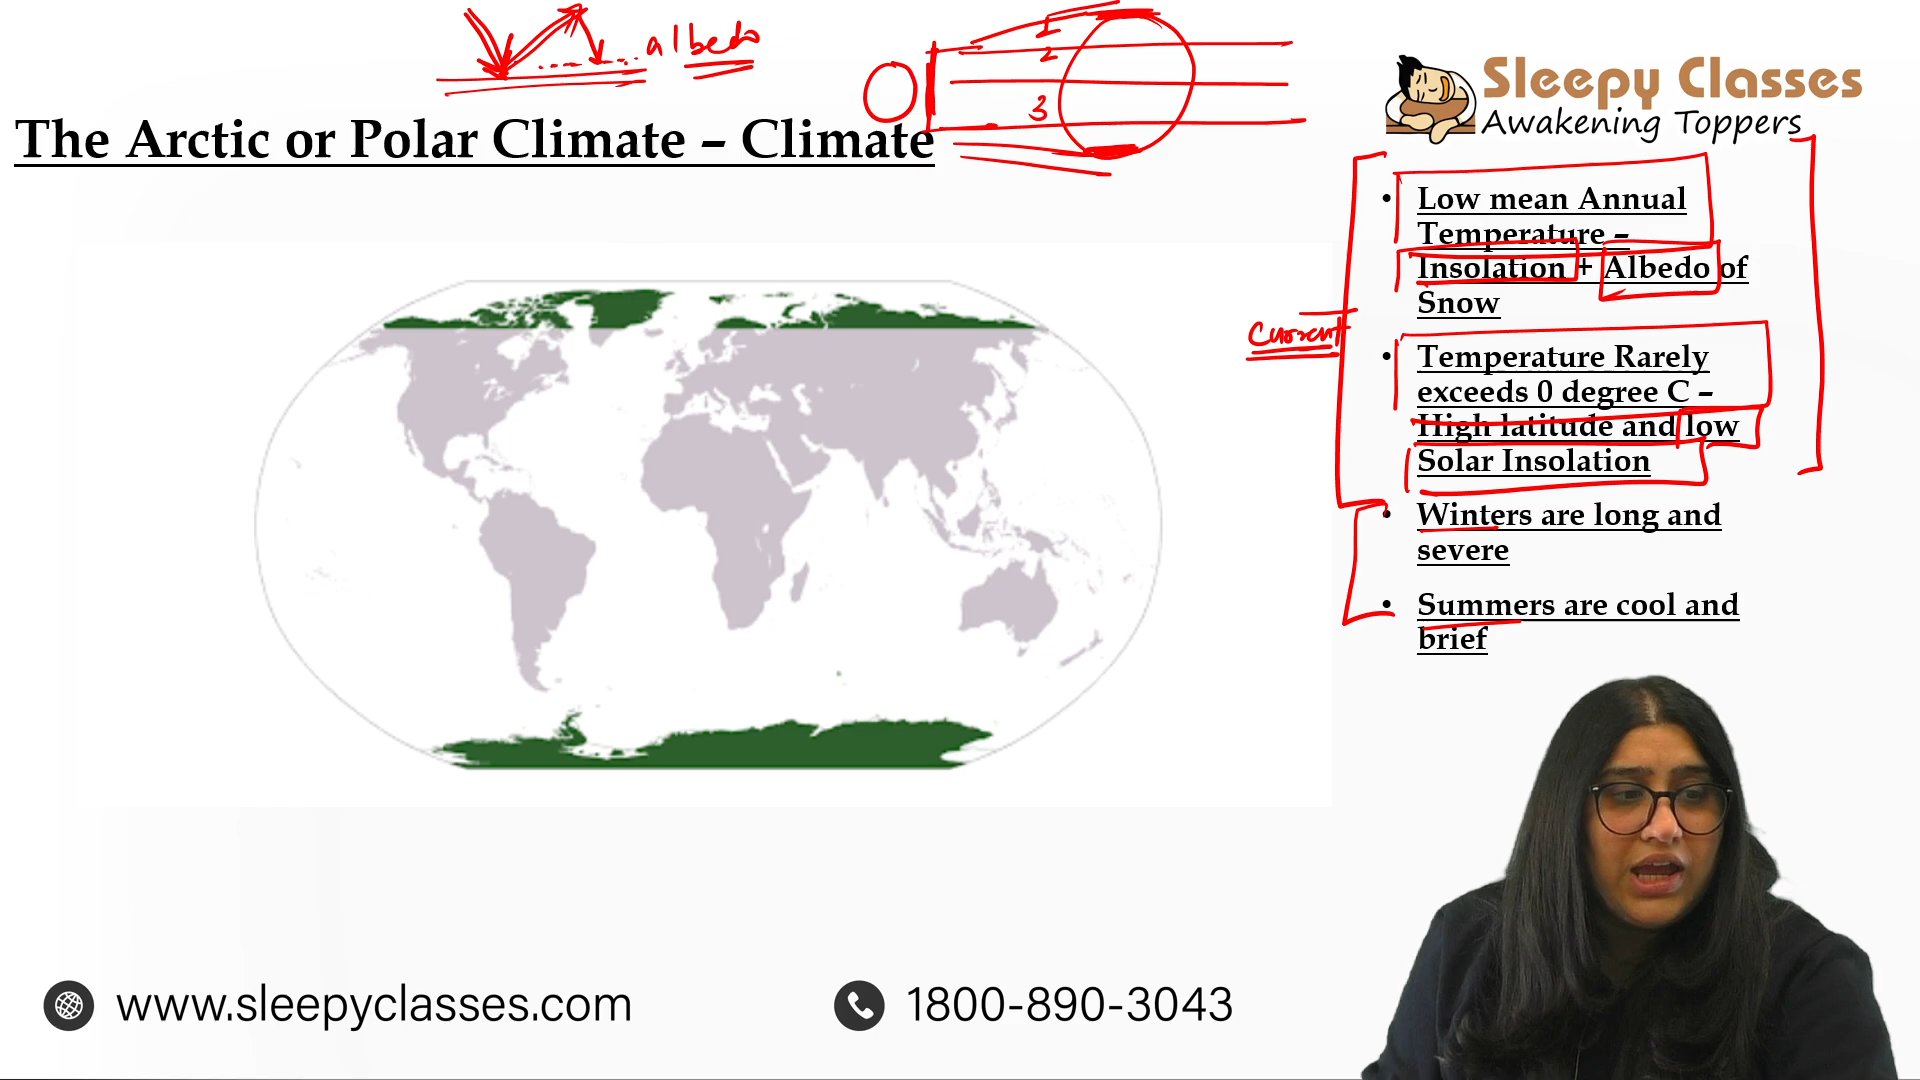 albedo
1
2
3
Sleepy Classes
Awakening Toppers
The Arctic or Polar Climate – Climate
• Low mean Annual
Temperature –
Insolation + Albedo of
Snow
Current
• Temperature Rarely
exceeds 0 degree C –
High latitude and low
Solar Insolation
• Winters are long and
severe
• Summers are cool and
brief
www.sleepyclasses.com
1800-890-3043